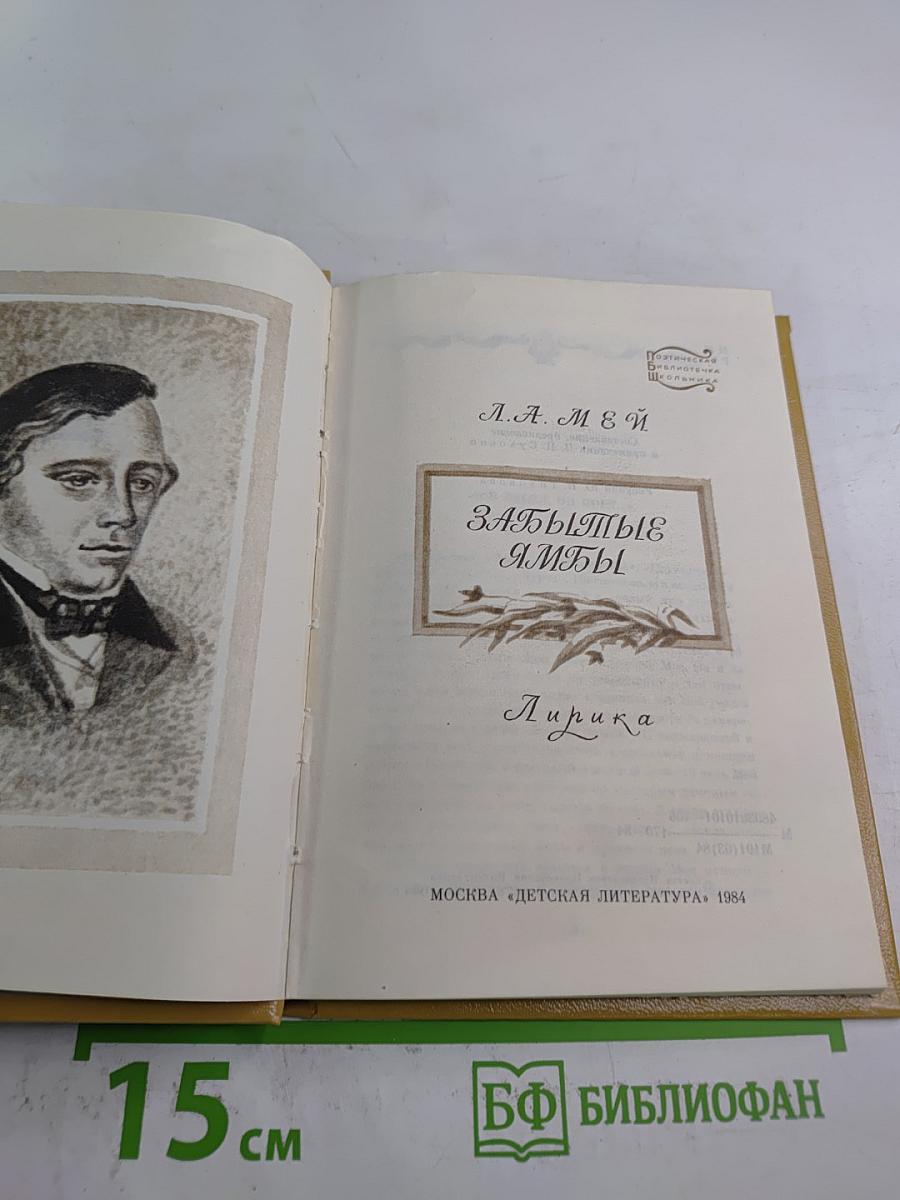 Поэтическая
Библиотечка
Школьника
Л. А. МЕЙ
ЗАБЫТЫЕ
ЯМБЫ
Лирика
МОСКВА «ДЕТСКАЯ ЛИТЕРАТУРА» 1984
15 см
БФ БИБЛИОФАН